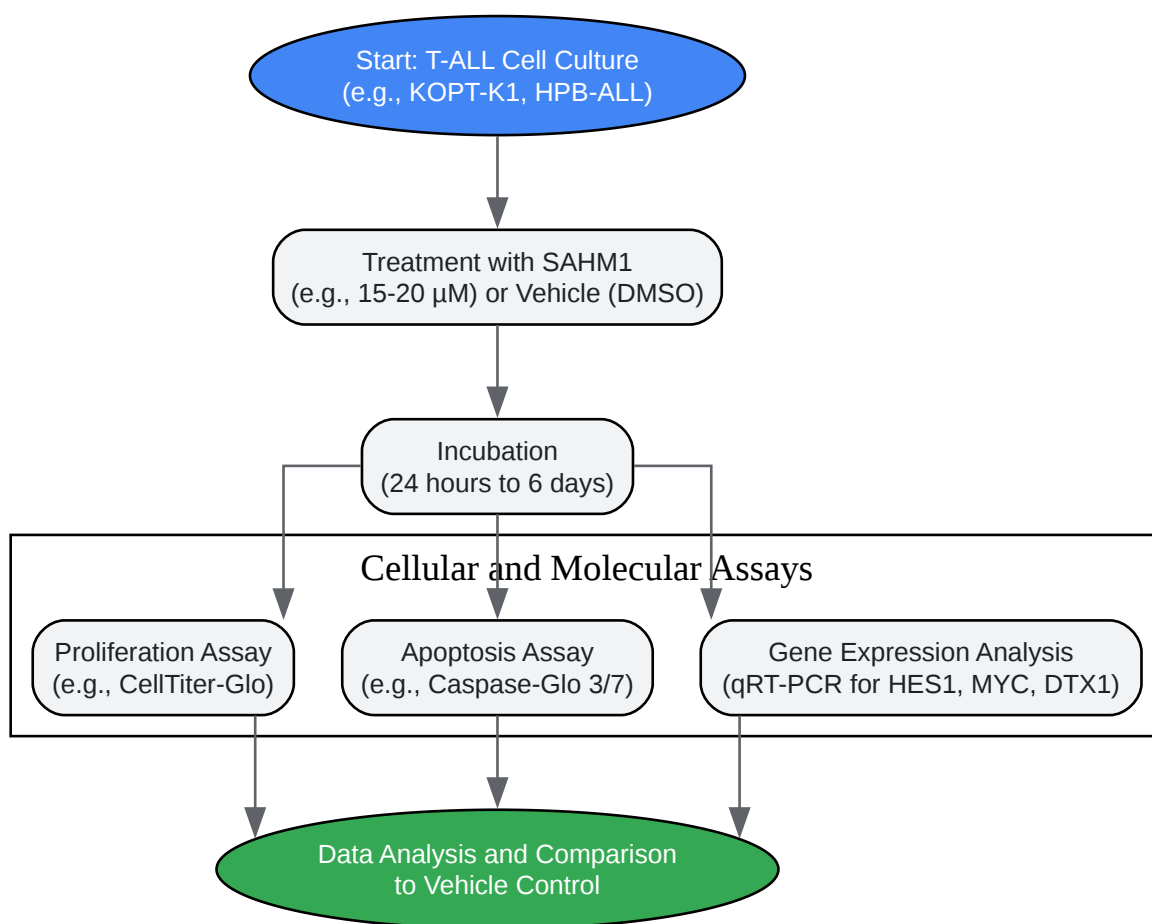 Start: T-ALL Cell Culture
(e.g., KOPT-K1, HPB-ALL)
Treatment with SAHM1
(e.g., 15-20 µM) or Vehicle (DMSO)
Incubation
(24 hours to 6 days)
Cellular and Molecular Assays
Proliferation Assay
(e.g., CellTiter-Glo)
Apoptosis Assay
(e.g., Caspase-Glo 3/7)
Gene Expression Analysis
(qRT-PCR for HES1, MYC, DTX1)
Data Analysis and Comparison
to Vehicle Control